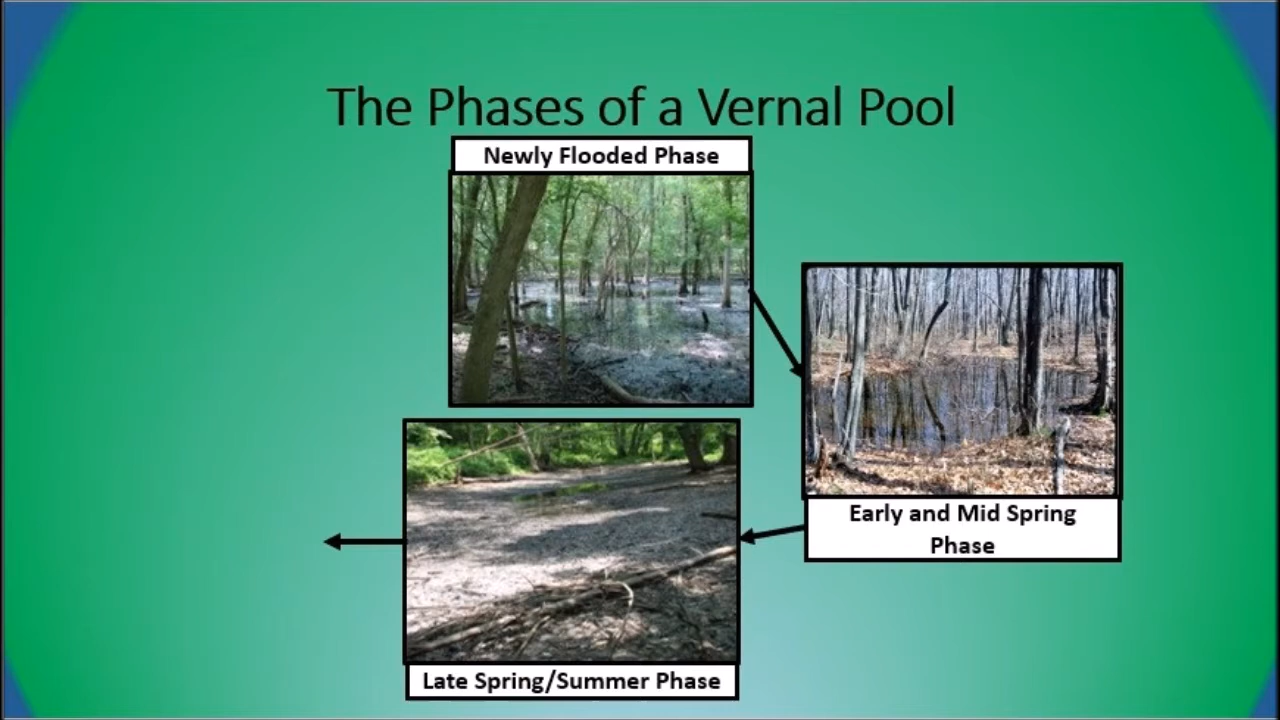 The Phases of a Vernal Pool
Newly Flooded Phase
Early and Mid Spring
Phase
Late Spring/Summer Phase